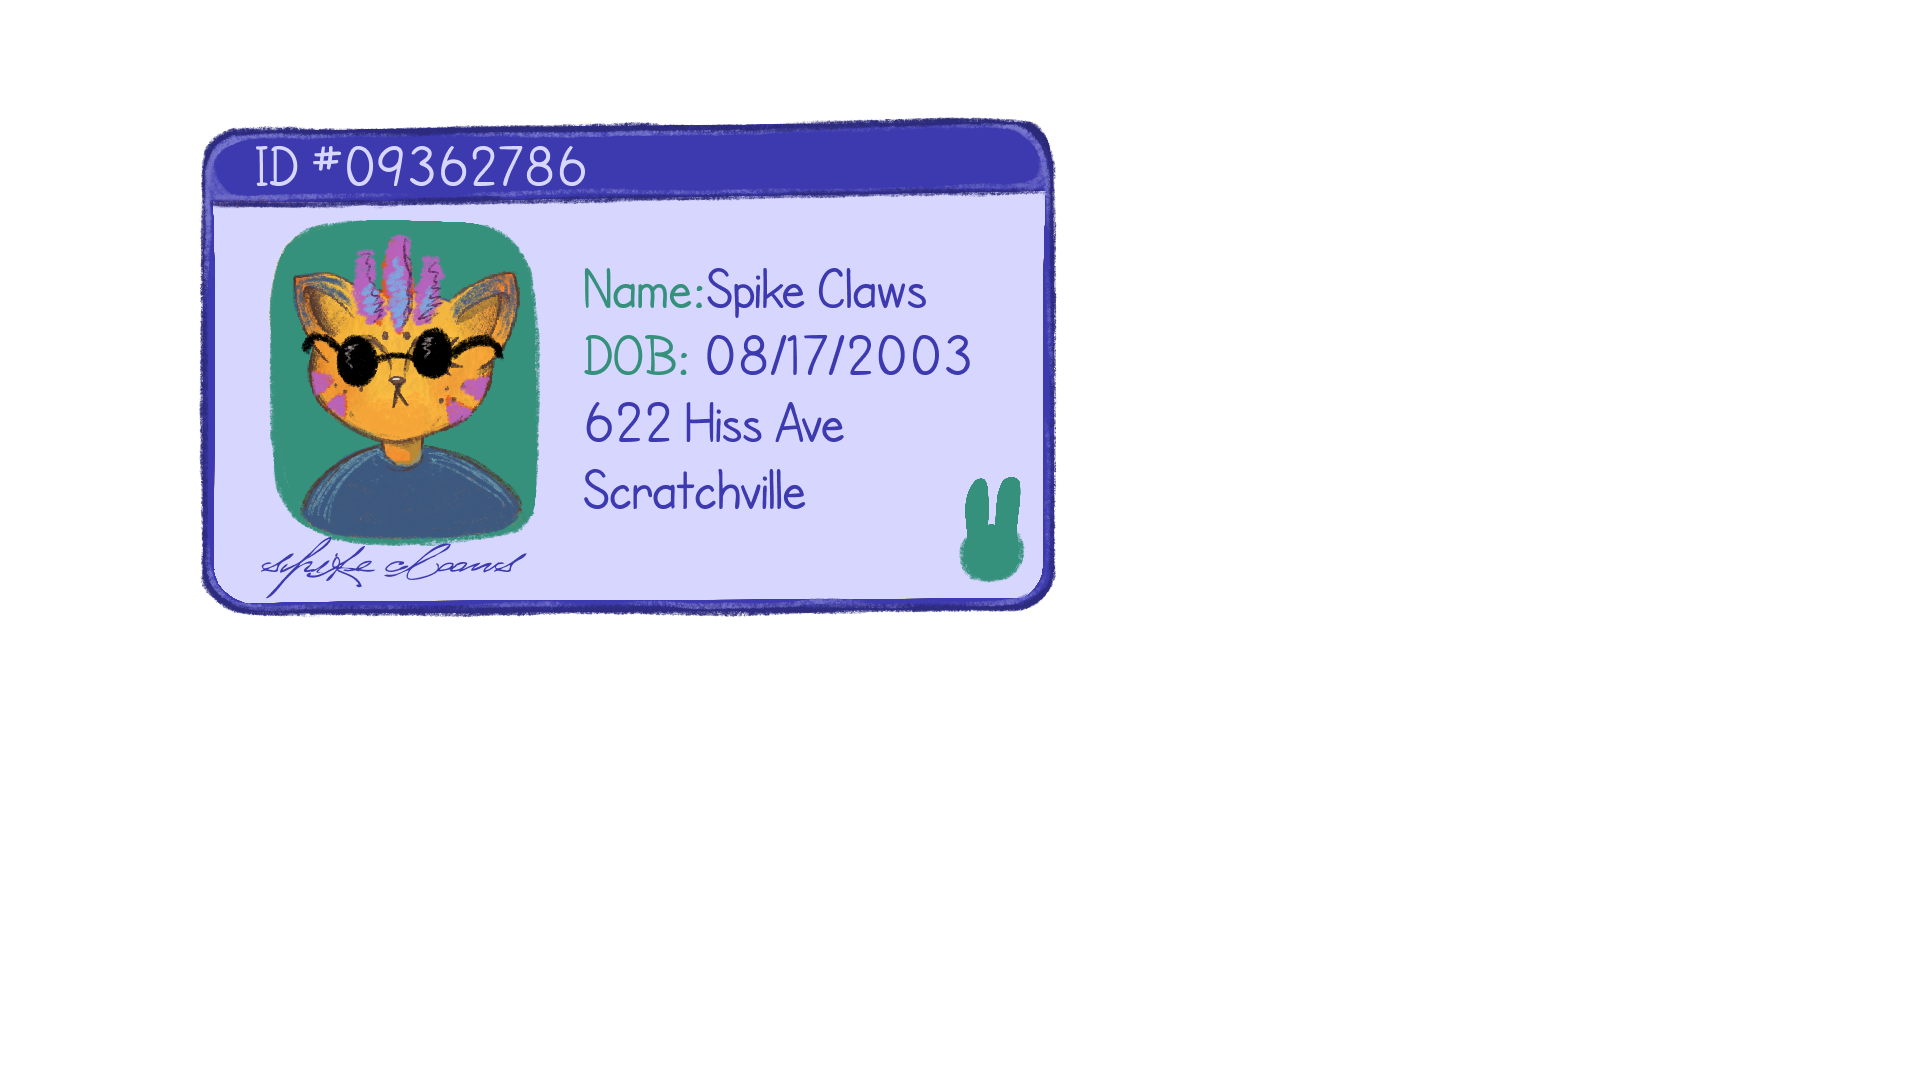 ID #09362786
Name:Spike Claws
DOB: 08/17/2003
622 Hiss Ave
Scratchville
spike claws